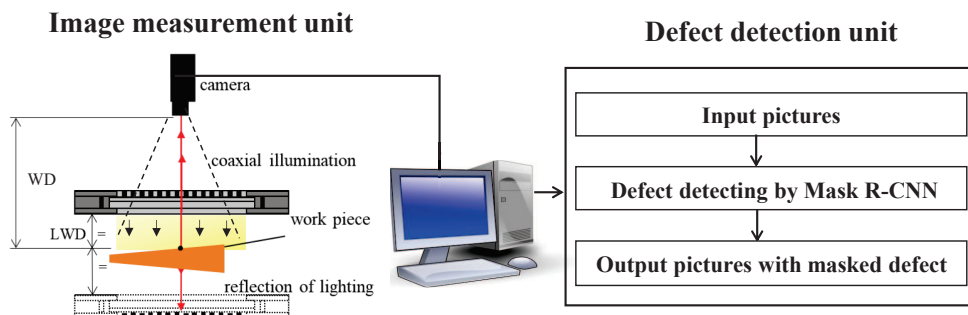 Image measurement unit
camera
WD
coaxial illumination
work piece
LWD
=
=
reflection of lighting
Defect detection unit
Input pictures
Defect detecting by Mask R-CNN
Output pictures with masked defect